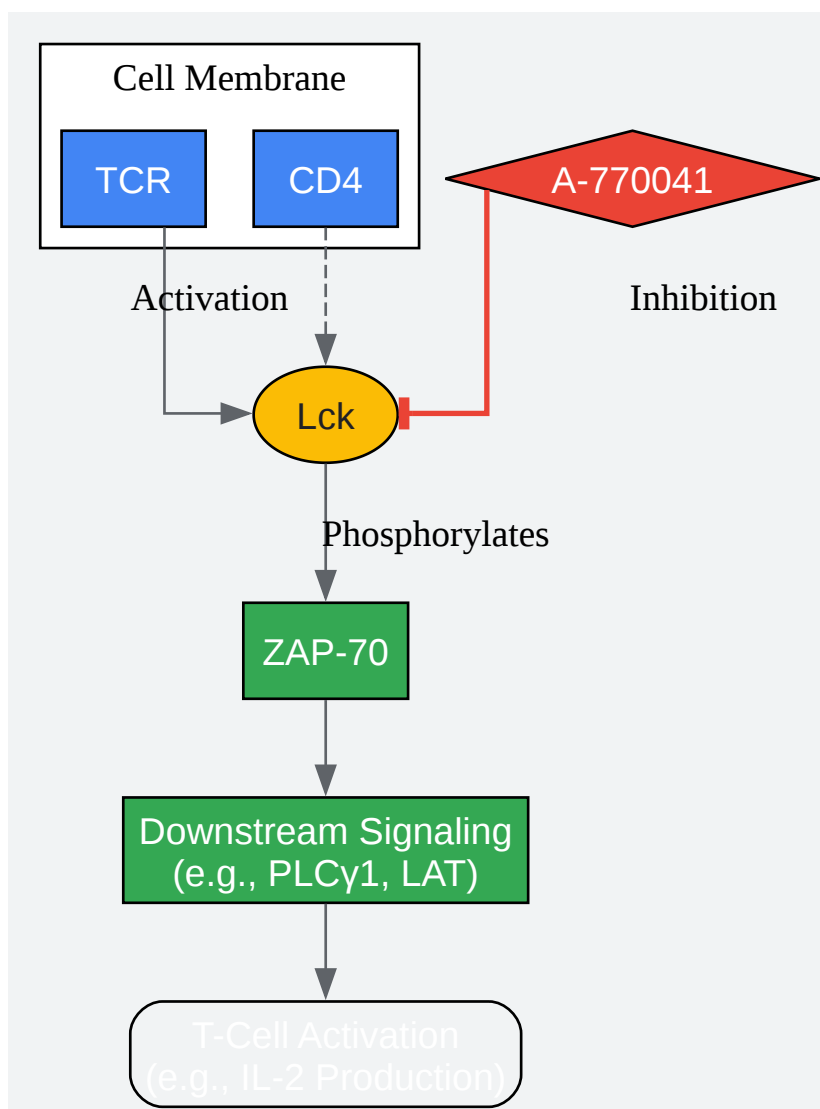 Cell Membrane
TCR
CD4
A-770041
Activation
Inhibition
Lck
Phosphorylates
ZAP-70
Downstream Signaling
(e.g., PLCγ1, LAT)
T-Cell Activation
(e.g., IL-2 Production)